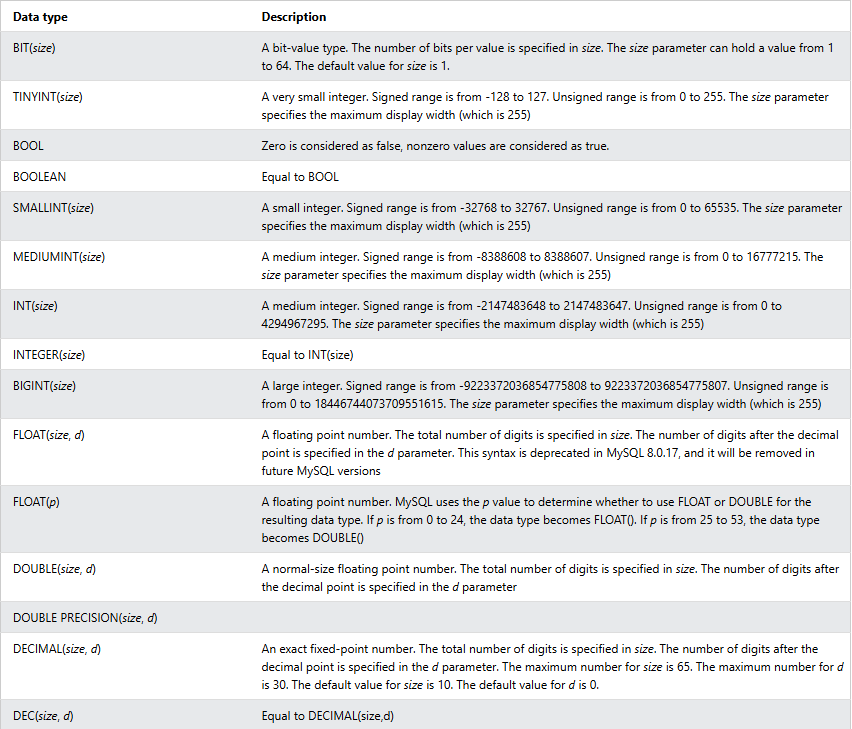 Data type Description
BIT(size) A bit-value type. The number of bits per value is specified in size. The size parameter can hold a value from 1
to 64. The default value for size is 1.
TINYINT(size) A very small integer. Signed range is from -128 to 127. Unsigned range is from 0 to 255. The size parameter
specifies the maximum display width (which is 255)
BOOL Zero is considered as false, nonzero values are considered as true.
BOOLEAN Equal to BOOL
SMALLINT(size) A small integer. Signed range is from -32768 to 32767. Unsigned range is from 0 to 65535. The size parameter
specifies the maximum display width (which is 255)
MEDIUMINT(size) A medium integer. Signed range is from -8388608 to 8388607. Unsigned range is from 0 to 16777215. The
size parameter specifies the maximum display width (which is 255)
INT(size) A medium integer. Signed range is from -2147483648 to 2147483647. Unsigned range is from 0 to
4294967295. The size parameter specifies the maximum display width (which is 255)
INTEGER(size) Equal to INT(size)
BIGINT(size) A large integer. Signed range is from -9223372036854775808 to 9223372036854775807. Unsigned range is
from 0 to 18446744073709551615. The size parameter specifies the maximum display width (which is 255)
FLOAT(size, d) A floating point number. The total number of digits is specified in size. The number of digits after the decimal
point is specified in the d parameter. This syntax is deprecated in MySQL 8.0.17, and it will be removed in
future MySQL versions
FLOAT(p) A floating point number. MySQL uses the p value to determine whether to use FLOAT or DOUBLE for the
resulting data type. If p is from 0 to 24, the data type becomes FLOAT(). If p is from 25 to 53, the data type
becomes DOUBLE()
DOUBLE(size, d) A normal-size floating point number. The total number of digits is specified in size. The number of digits after
the decimal point is specified in the d parameter
DOUBLE PRECISION(size, d)
DECIMAL(size, d) An exact fixed-point number. The total number of digits is specified in size. The number of digits after the
decimal point is specified in the d parameter. The maximum number for size is 65. The maximum number for d
is 30. The default value for size is 10. The default value for d is 0.
DEC(size, d) Equal to DECIMAL(size,d)